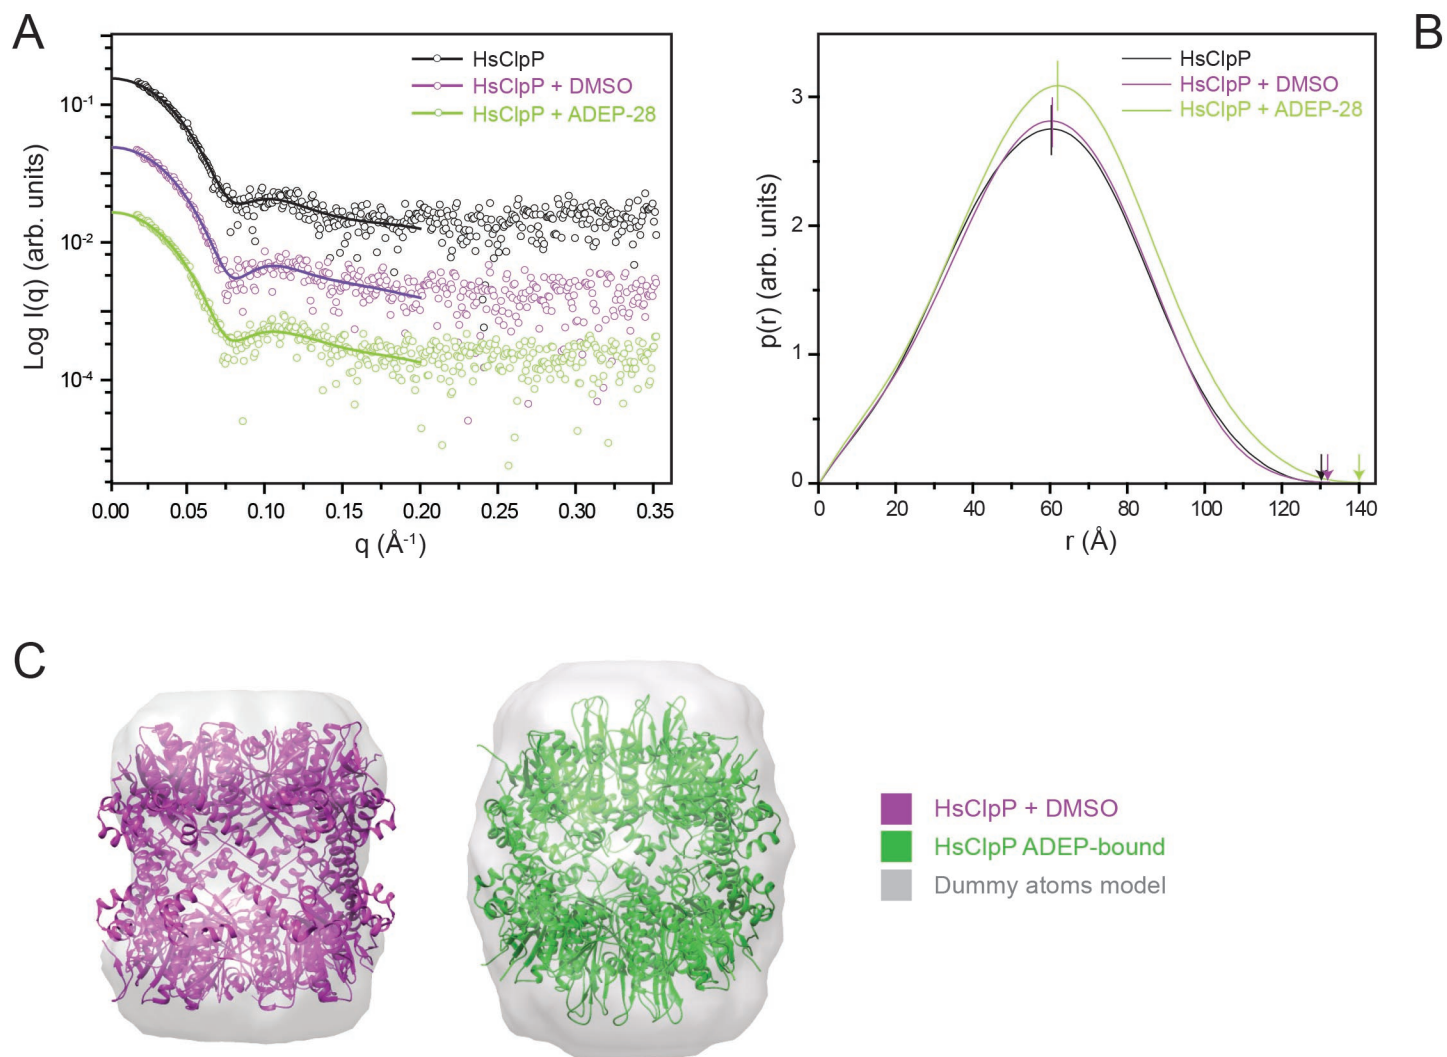 A
HsClpP
HsClpP + DMSO
HsClpP + ADEP-28
Log I(q) (arb. units)
10-1
10-2
10-4
0.00 0.05 0.10 0.15 0.20 0.25 0.30 0.35
q (Å-1)
B
HsClpP
HsClpP + DMSO
HsClpP + ADEP-28
p(r) (arb. units)
3
2
1
0
0 20 40 60 80 100 120 140
r (Å)
C
HsClpP + DMSO
HsClpP ADEP-bound
Dummy atoms model